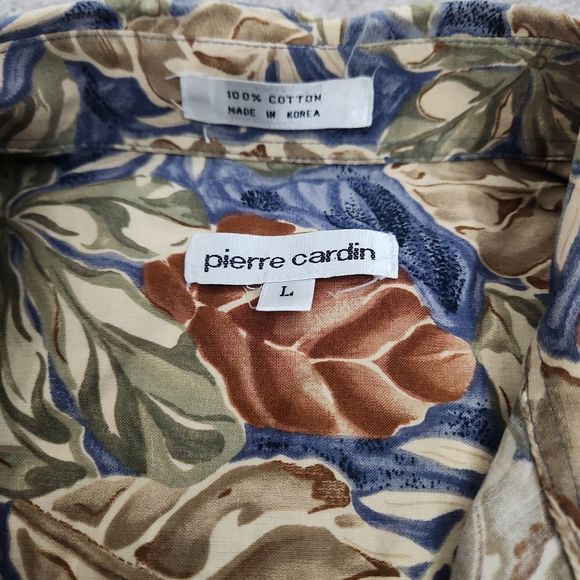 100% COTTON
MADE IN KOREA
pierre cardin
L.